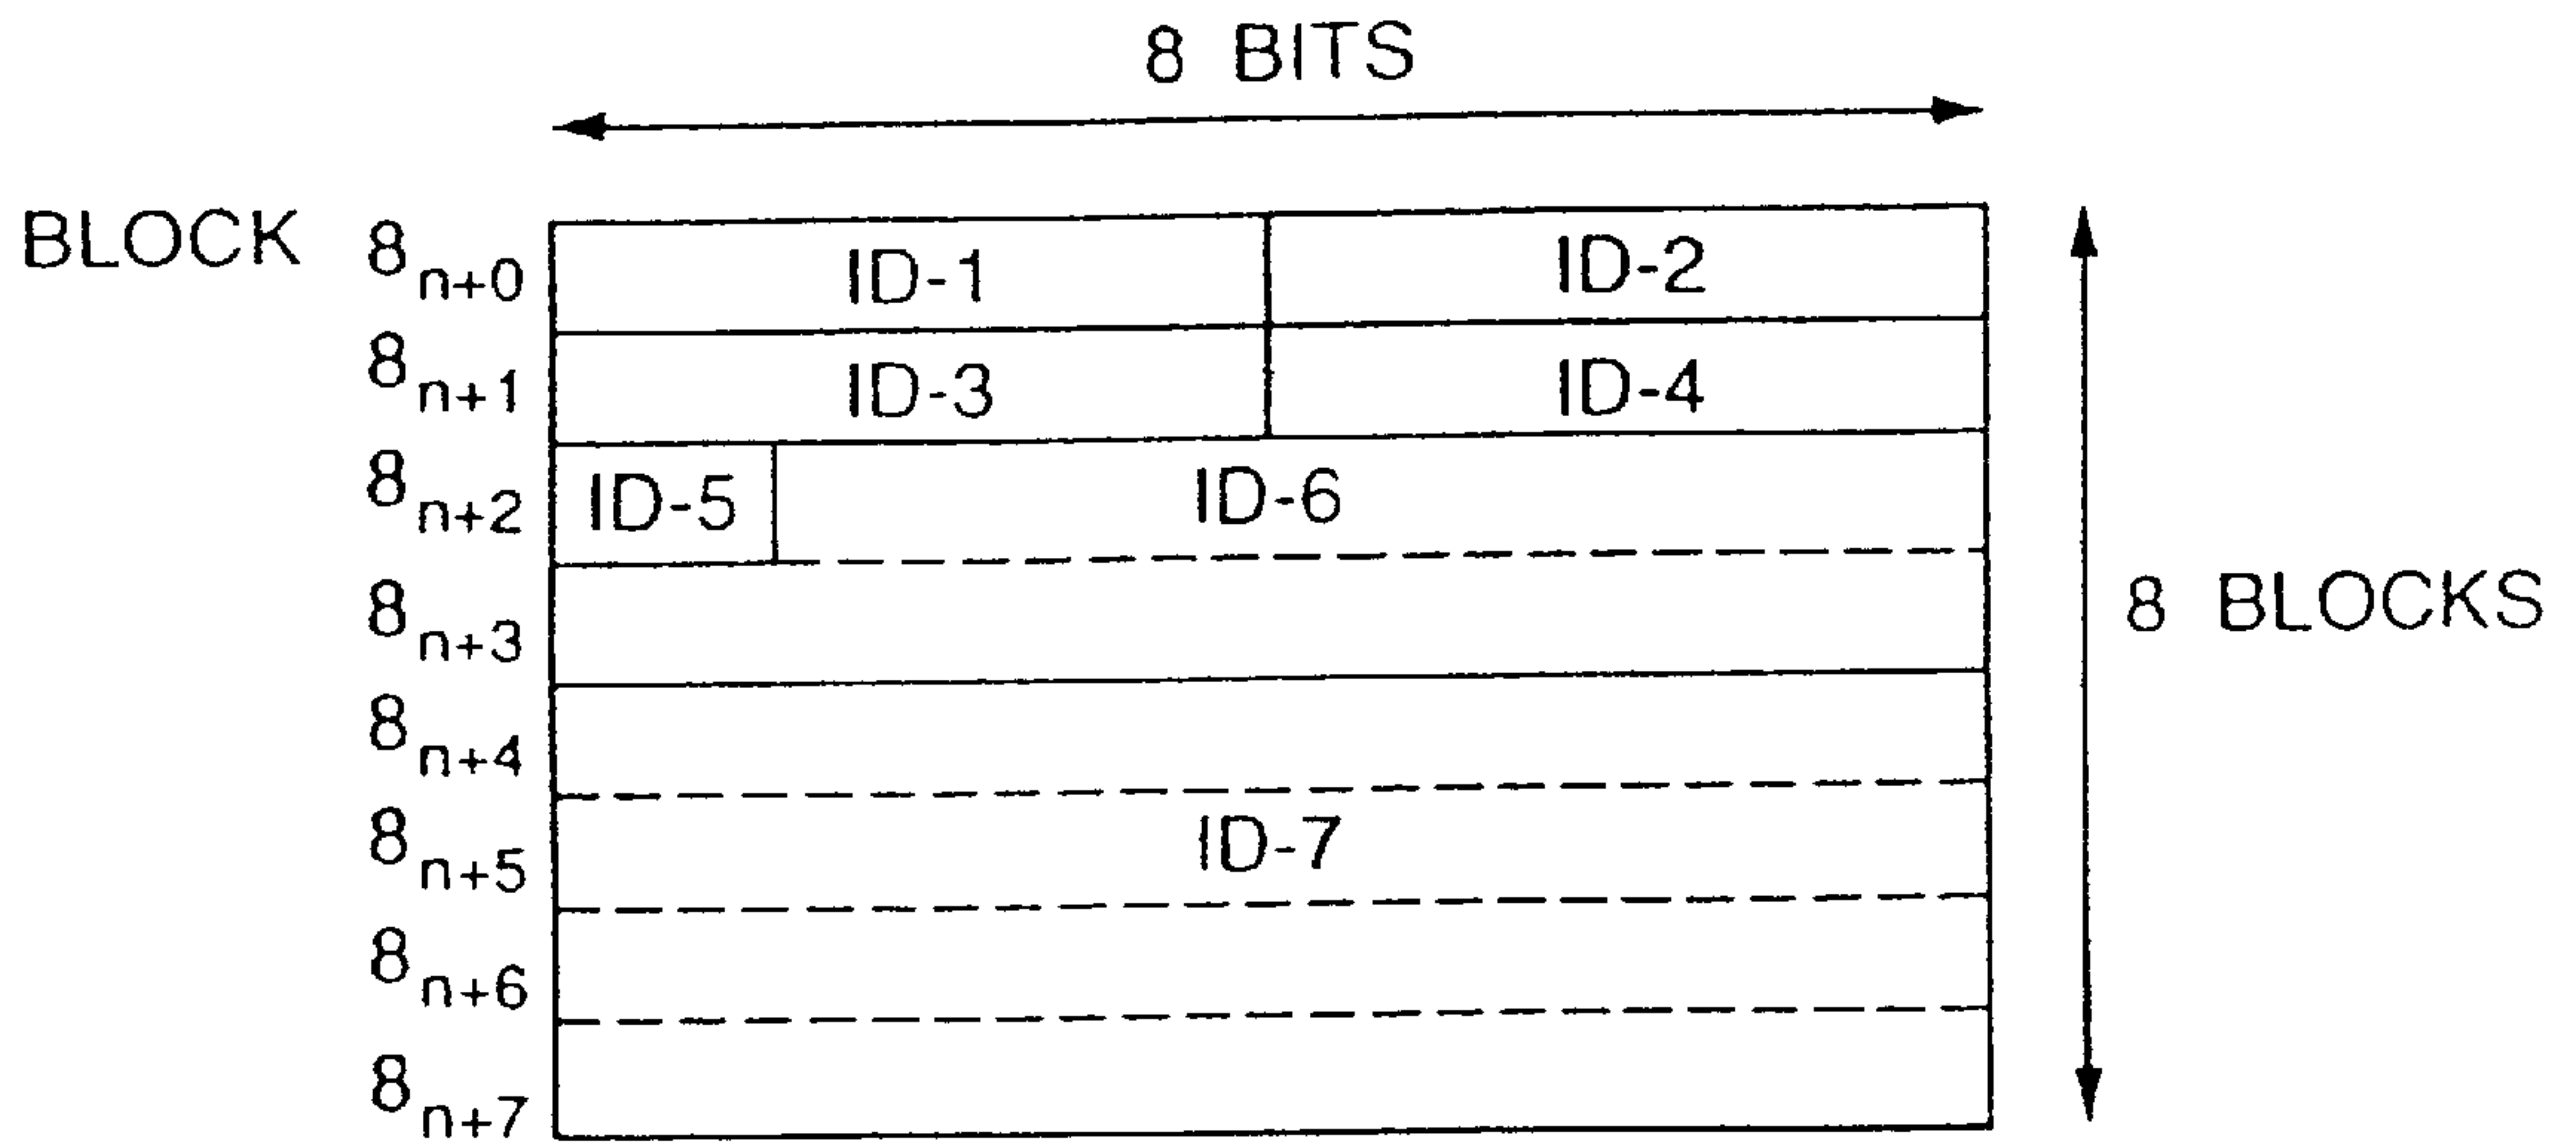 8 BITS
BLOCK 8n+0 ID-1 ID-2
8n+1 ID-3 ID-4
8n+2 ID-5 ID-6
8n+3
8 BLOCKS
8n+4
8n+5 ID-7
8n+6
8n+7